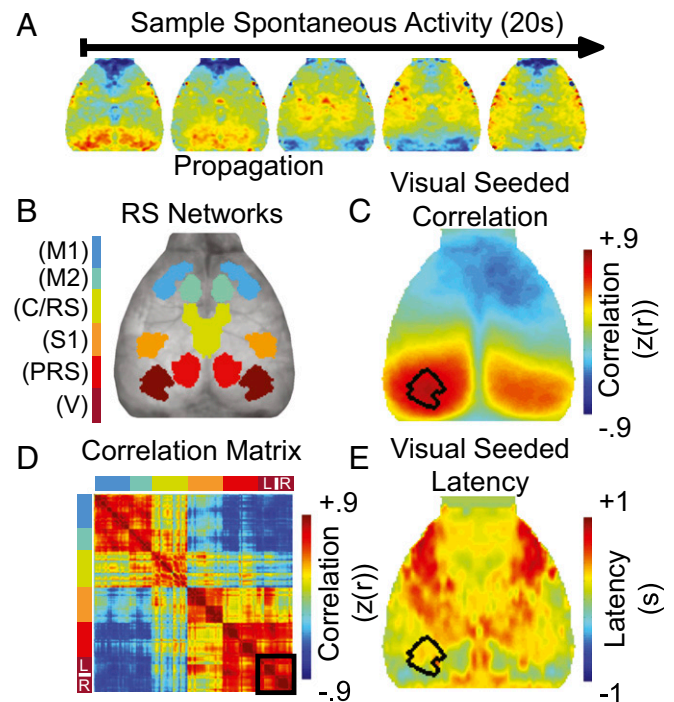 A
Sample Spontaneous Activity (20s)
Propagation
B
RS Networks
(M1)
(M2)
(C/RS)
(S1)
(PRS)
(V)
C
Visual Seeded
Correlation
+.9
Correlation
(z(r))
-.9
D
Correlation Matrix
L R
L
R
+.9
Correlation
(z(r))
-.9
E
Visual Seeded
Latency
+1
Latency
(s)
-1